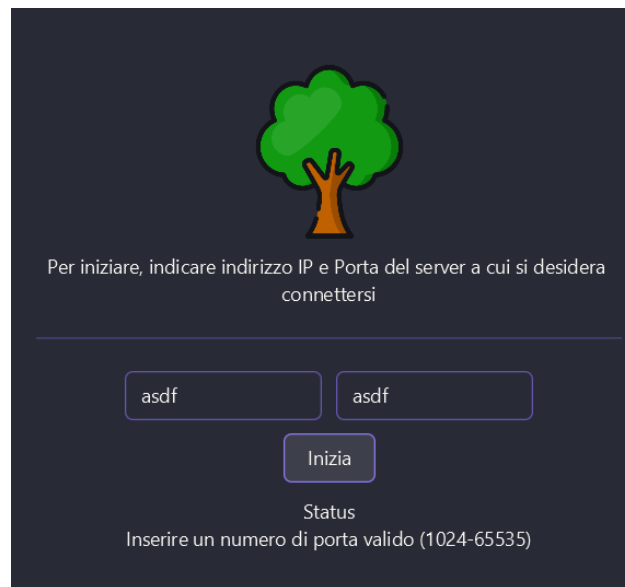 Per iniziare, indicare indirizzo IP e Porta del server a cui si desidera
connettersi
asdf asdf
Inizia
Status
Inserire un numero di porta valido (1024-65535)